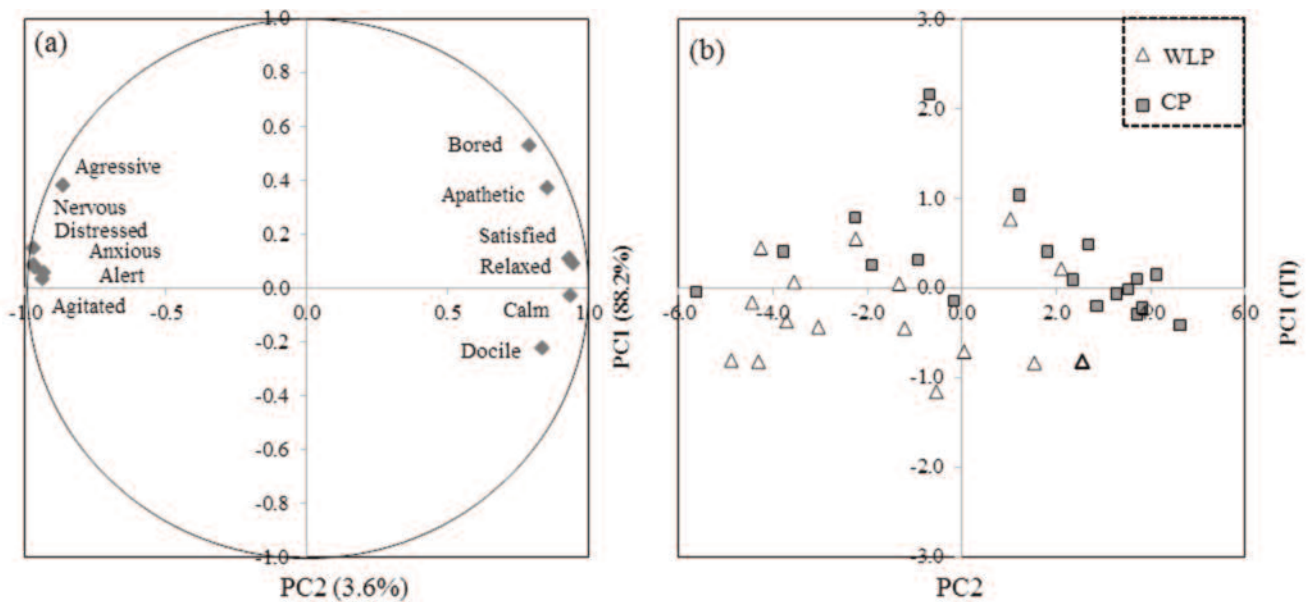 (a)
1.0
0.8
0.6
0.4
0.2
0.0
-0.2
-0.4
-0.6
-0.8
-1.0
-1.0
-0.5
0.0
0.5
1.0
Agressive
Nervous
Distressed
Anxious
Alert
Agitated
Bored
Apathetic
Satisfied
Relaxed
Calm
Docile
PC2 (3.6%)
PC1 (88.2%)
(b)
3.0
2.0
1.0
0.0
-1.0
-2.0
-3.0
-6.0
-4.0
-2.0
0.0
2.0
4.0
6.0
WLP
CP
PC2
PC1 (TI)